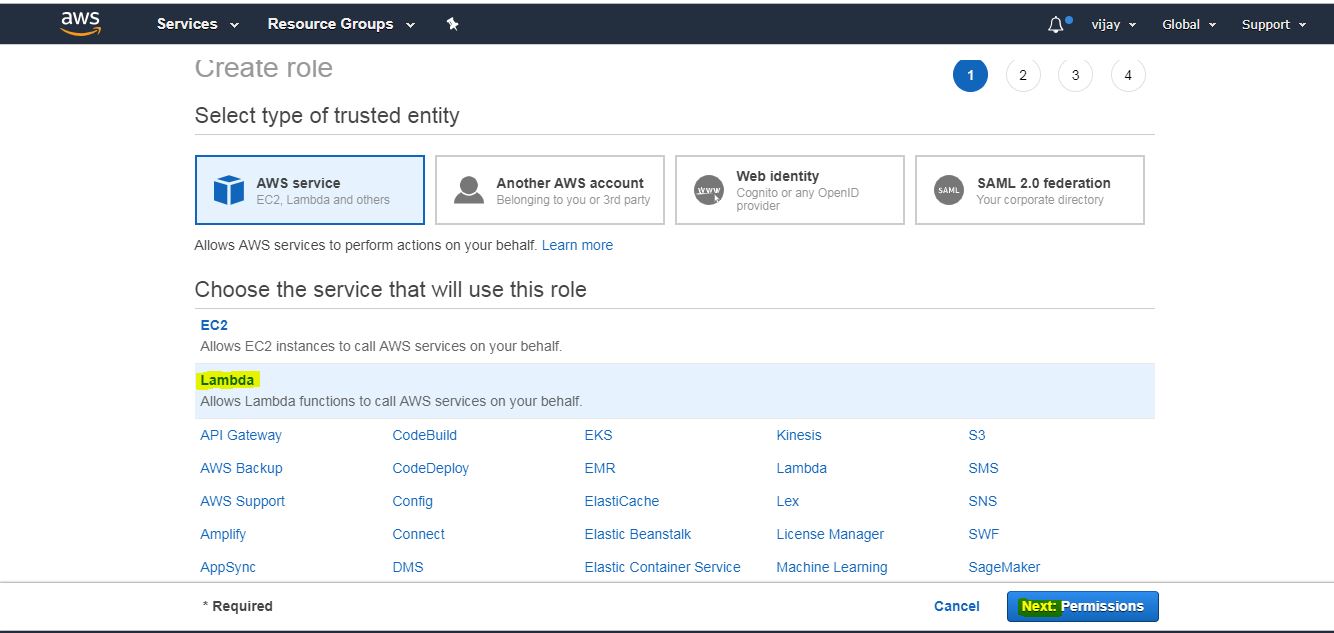 aws Services Resource Groups vijay Global Support
Create role
1 2 3 4
Select type of trusted entity
AWS service
EC2, Lambda and others
Another AWS account
Belonging to you or 3rd party
www
Web identity
Cognito or any OpenID
provider
SAML
SAML 2.0 federation
Your corporate directory
Allows AWS services to perform actions on your behalf. Learn more
Choose the service that will use this role
EC2
Allows EC2 instances to call AWS services on your behalf.
Lambda
Allows Lambda functions to call AWS services on your behalf.
API Gateway CodeBuild EKS Kinesis S3
AWS Backup CodeDeploy EMR Lambda SMS
AWS Support Config ElastiCache Lex SNS
Amplify Connect Elastic Beanstalk License Manager SWF
AppSync DMS Elastic Container Service Machine Learning SageMaker
* Required Cancel Next: Permissions